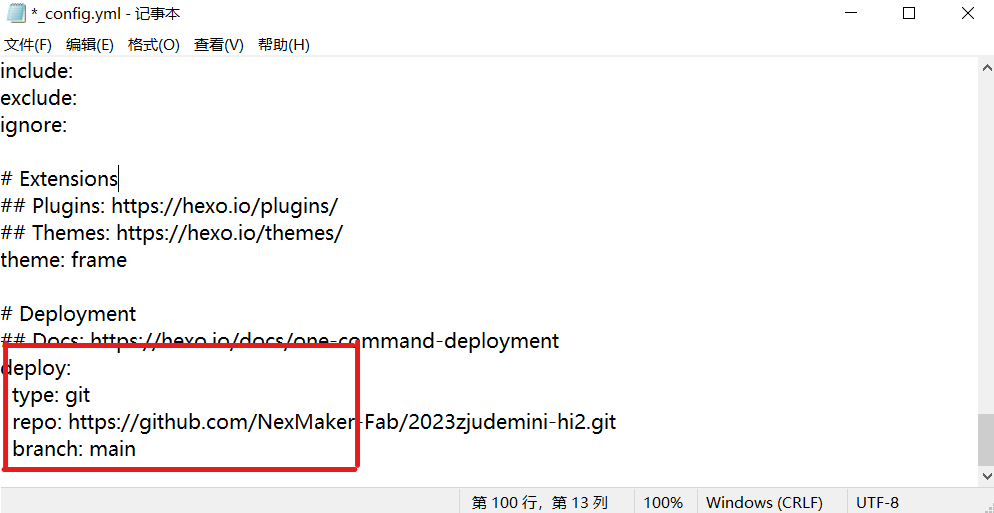 *_config.yml - 记事本
文件(F) 编辑(E) 格式(O) 查看(V) 帮助(H)
include:
exclude:
ignore:
# Extensions
## Plugins: https://hexo.io/plugins/
## Themes: https://hexo.io/themes/
theme: frame
# Deployment
## Docs: https://hexo.io/docs/one-command-deployment
deploy:
  type: git
  repo: https://github.com/NexMaker-Fab/2023zjudemini-hi2.git
  branch: main
第 100 行，第 13 列 100% Windows (CRLF) UTF-8